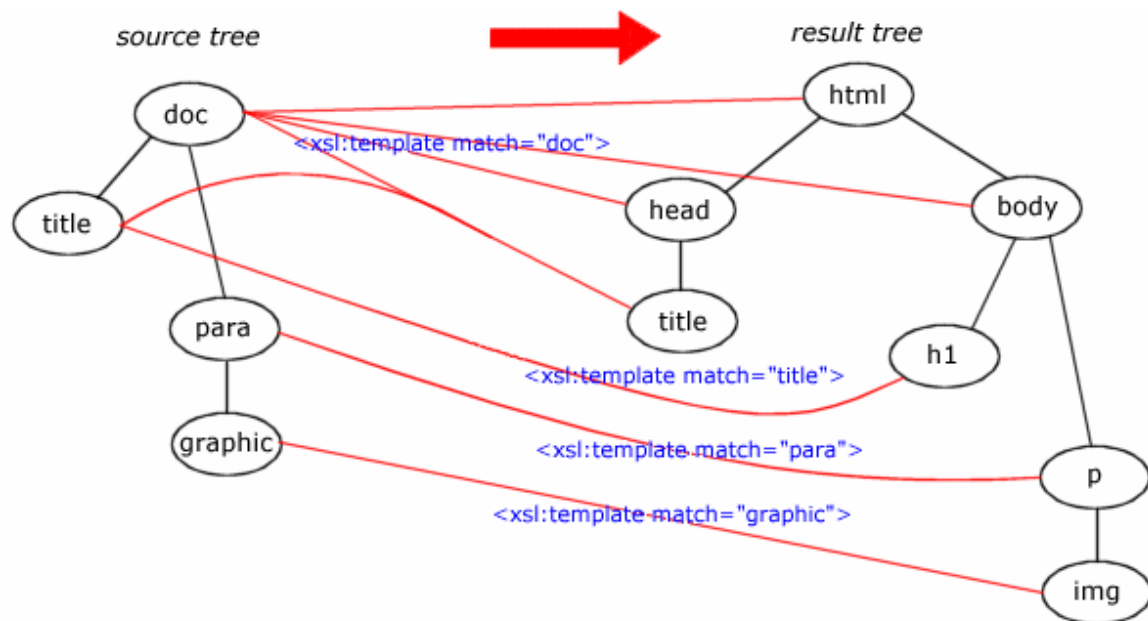 source tree
result tree
html
doc
<xsl:template match="doc">
head
body
title
title
para
h1
<xsl:template match="title">
graphic
<xsl:template match="para">
p
<xsl:template match="graphic">
img